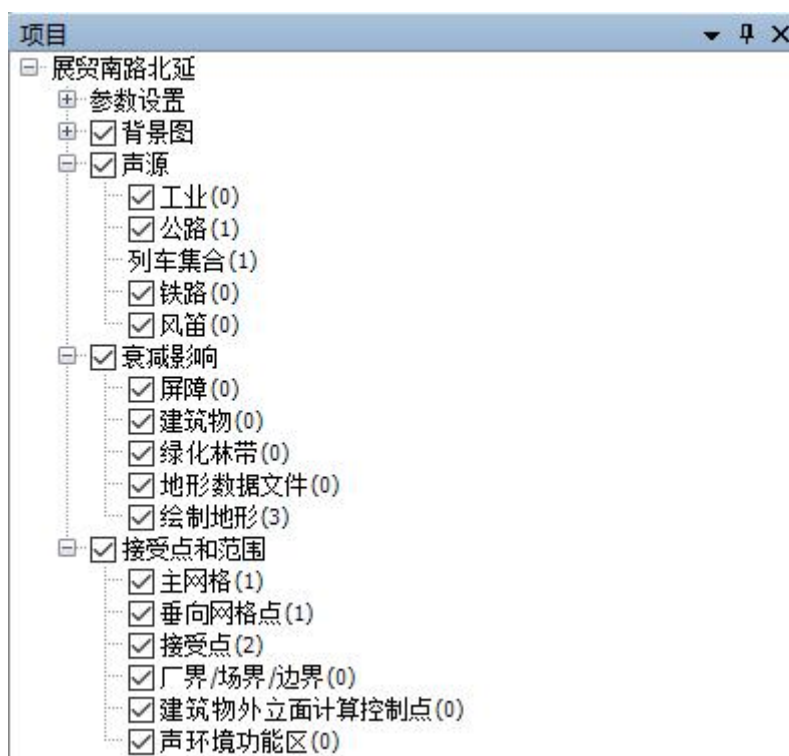 项目
展贸南路北延
参数设置
背景图
声源
工业(0)
公路(1)
列车集合(1)
铁路(0)
风笛(0)
衰减影响
屏障(0)
建筑物(0)
绿化林带(0)
地形数据文件(0)
绘制地形(3)
接受点和范围
主网格(1)
垂向网格点(1)
接受点(2)
厂界/场界/边界(0)
建筑物外立面计算控制点(0)
声环境功能区(0)